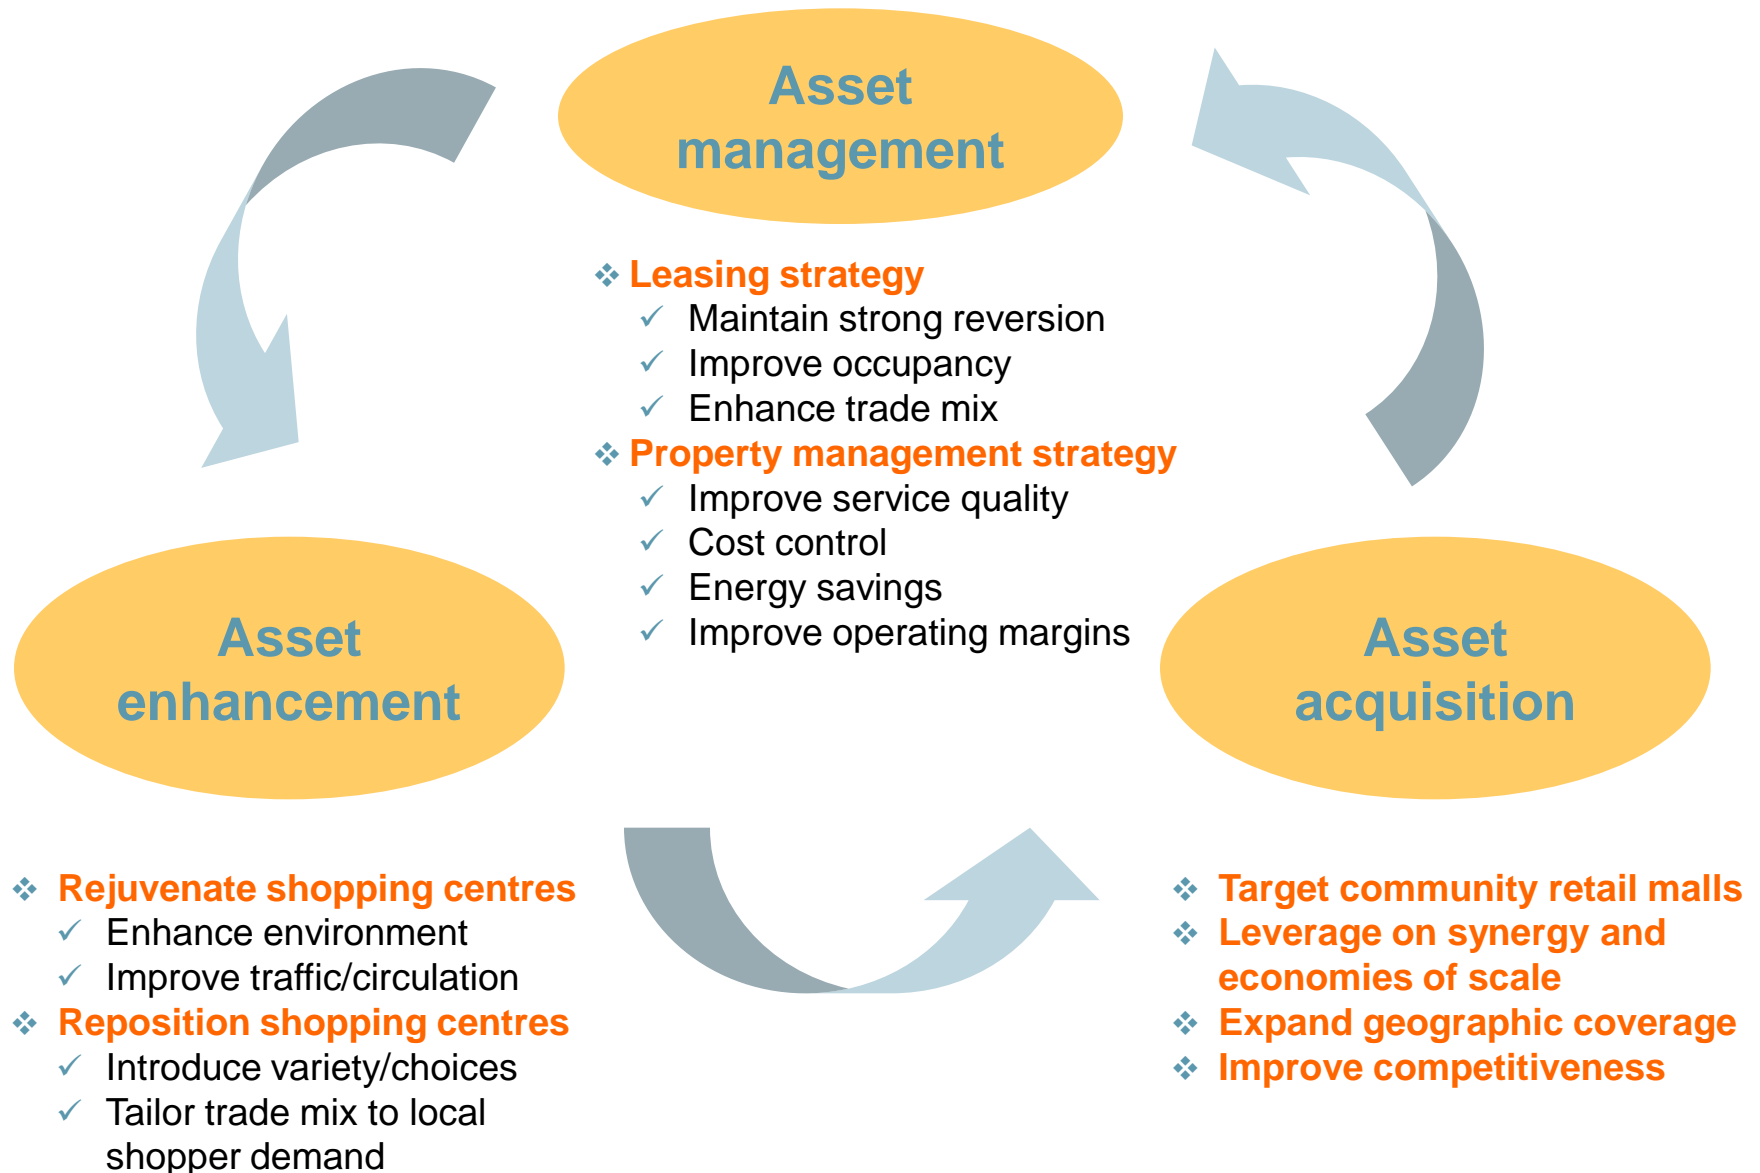 Asset
management
❖ Leasing strategy
✓ Maintain strong reversion
✓ Improve occupancy
✓ Enhance trade mix
❖ Property management strategy
✓ Improve service quality
✓ Cost control
✓ Energy savings
✓ Improve operating margins
Asset
enhancement
❖ Rejuvenate shopping centres
✓ Enhance environment
✓ Improve traffic/circulation
❖ Reposition shopping centres
✓ Introduce variety/choices
✓ Tailor trade mix to local
shopper demand
Asset
acquisition
❖ Target community retail malls
❖ Leverage on synergy and
economies of scale
❖ Expand geographic coverage
❖ Improve competitiveness